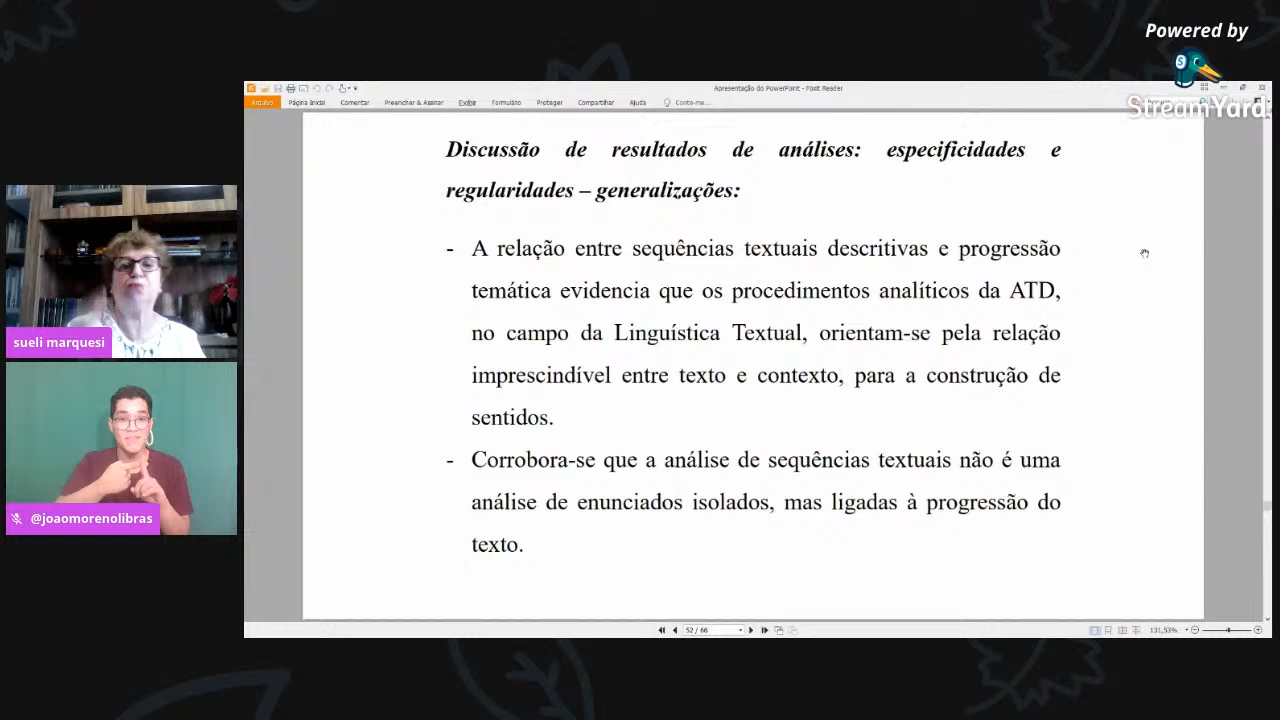 Powered by
StreamYard
Apresentação do PowerPoint - Foxit Reader
Arquivo Página Inicial Comentar Preencher & Assinar Exibir Formulário Proteger Compartilhar Ajuda Conte-me...
Discussão de resultados de análises: especificidades e
regularidades – generalizações:
- A relação entre sequências textuais descritivas e progressão
temática evidencia que os procedimentos analíticos da ATD,
no campo da Linguística Textual, orientam-se pela relação
imprescindível entre texto e contexto, para a construção de
sentidos.
- Corrobora-se que a análise de sequências textuais não é uma
análise de enunciados isolados, mas ligadas à progressão do
texto.
sueli marquesi
@joaomorenolibras
52 / 66
131,53%